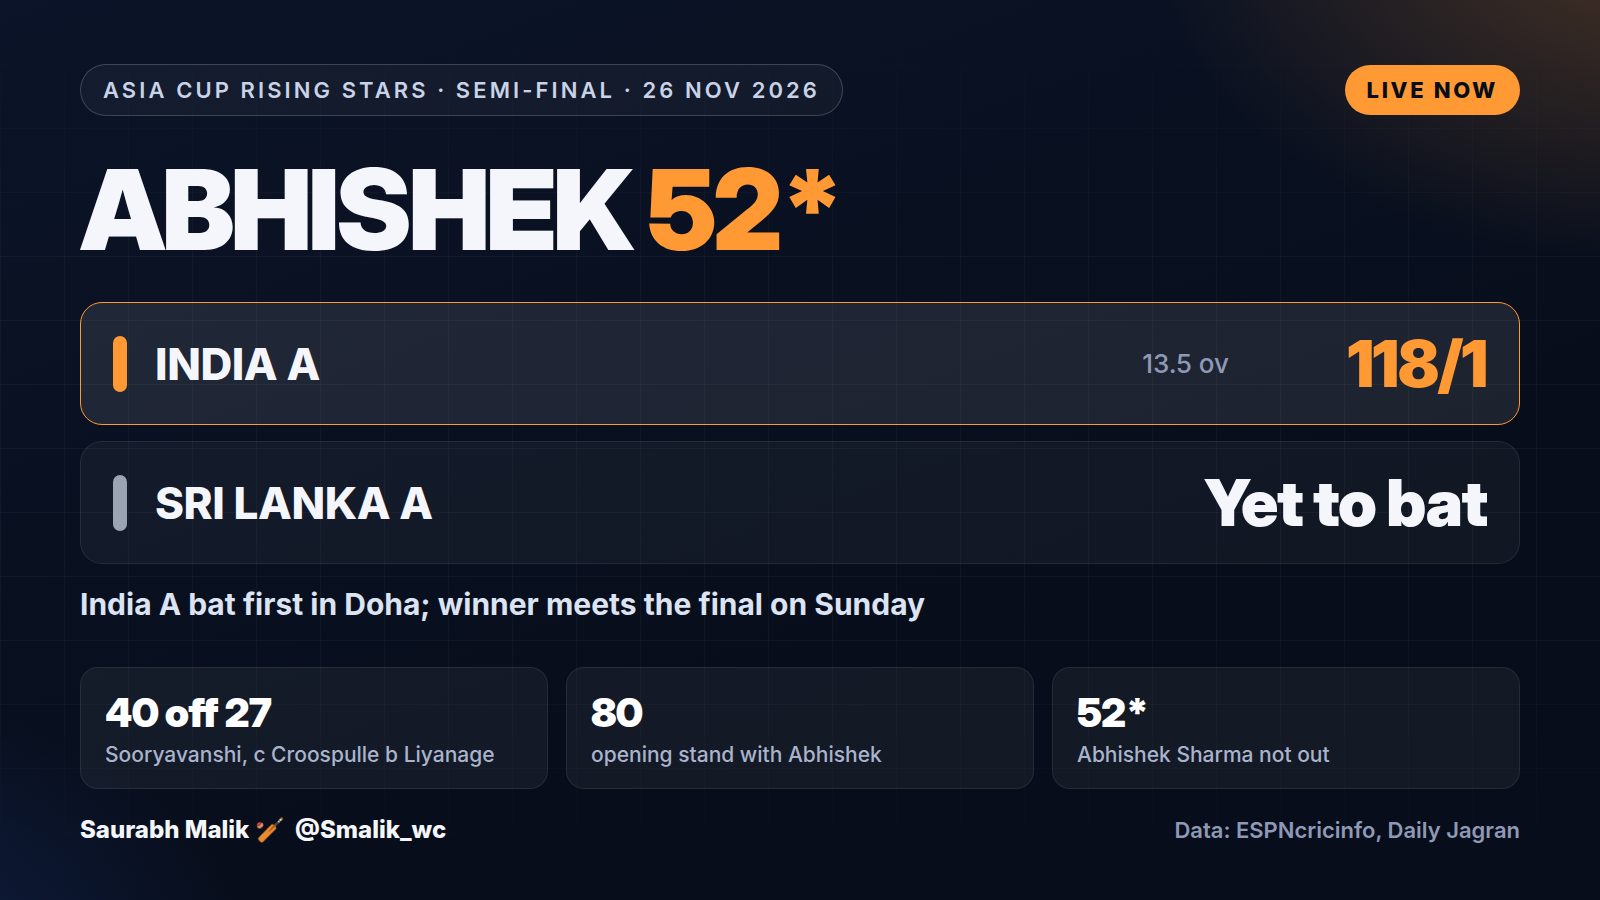 ASIA CUP RISING STARS · SEMI-FINAL · 26 NOV 2026
LIVE NOW
ABHISHEK 52*
INDIA A 13.5 ov 118/1
SRI LANKA A Yet to bat
India A bat first in Doha; winner meets the final on Sunday
40 off 27
Sooryavanshi, c Croospulle b Liyanage
80
opening stand with Abhishek
52*
Abhishek Sharma not out
Saurabh Malik 🏏 @Smalik_wc
Data: ESPNcricinfo, Daily Jagran